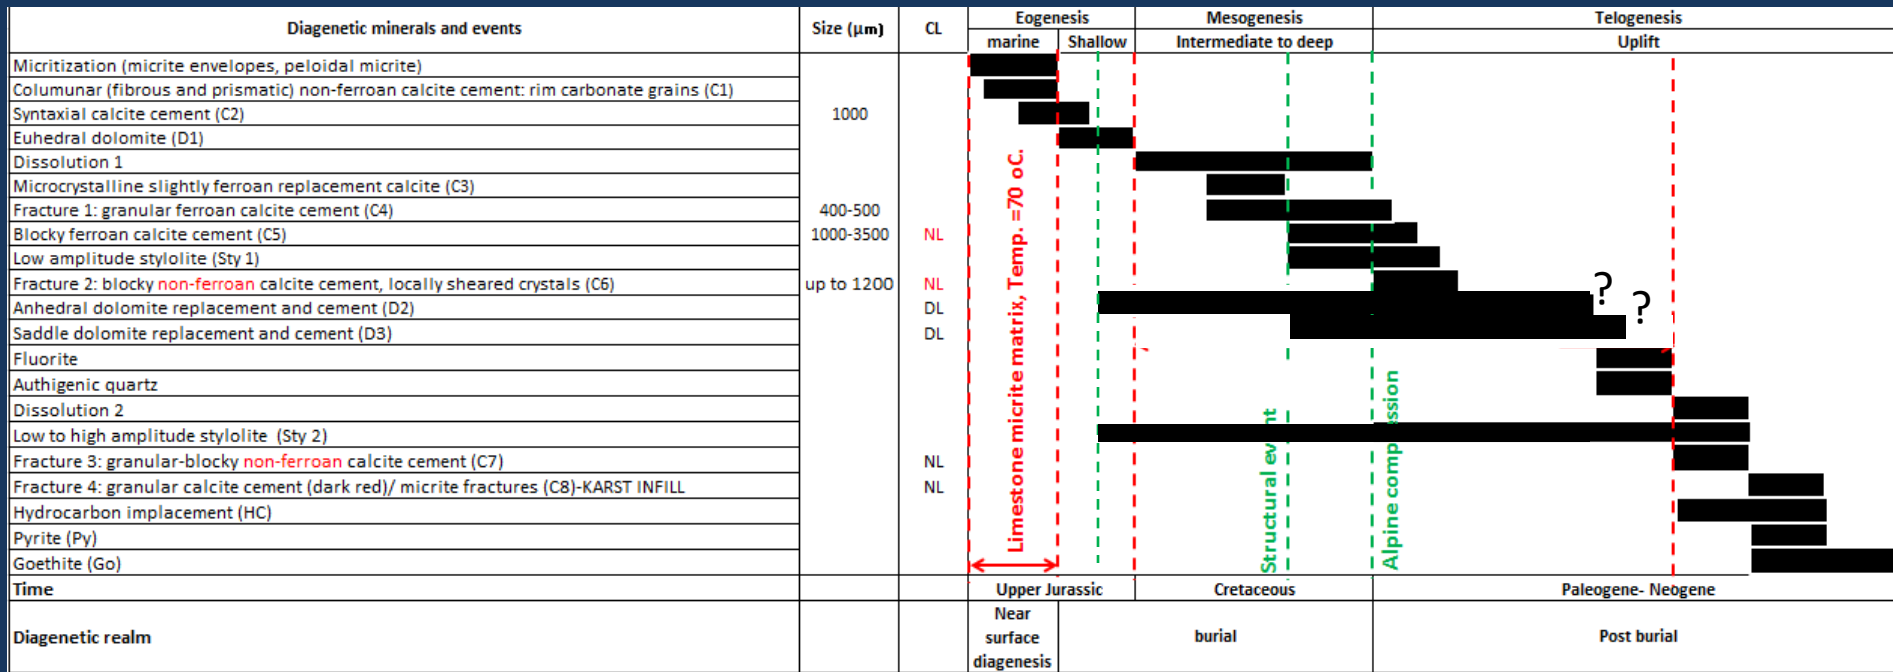 Diagenetic minerals and events Size (µm) CL Eogenesis Mesogenesis Telogenesis
marine Shallow Intermediate to deep Uplift
Micritization (micrite envelopes, peloidal micrite)
Columunar (fibrous and prismatic) non-ferroan calcite cement: rim carbonate grains (C1)
Syntaxial calcite cement (C2) 1000
Euhedral dolomite (D1)
Dissolution 1
Microcrystalline slightly ferroan replacement calcite (C3)
Fracture 1: granular ferroan calcite cement (C4) 400-500
Blocky ferroan calcite cement (C5) 1000-3500 NL
Low amplitude stylolite (Sty 1)
Fracture 2: blocky non-ferroan calcite cement, locally sheared crystals (C6) up to 1200 NL ?
Anhedral dolomite replacement and cement (D2) DL ?
Saddle dolomite replacement and cement (D3) DL
Fluorite
Authigenic quartz
Dissolution 2
Low to high amplitude stylolite (Sty 2)
Fracture 3: granular-blocky non-ferroan calcite cement (C7) NL
Fracture 4: granular calcite cement (dark red)/ micrite fractures (C8)-KARST INFILL NL
Hydrocarbon implacement (HC)
Pyrite (Py)
Goethite (Go)
Limestone micrite matrix, Temp. =70 oC.
Structural ev nt
Alpine comp ssion
Time Upper Jurassic Cretaceous Paleogene- Neogene
Diagenetic realm Near surface diagenesis burial Post burial